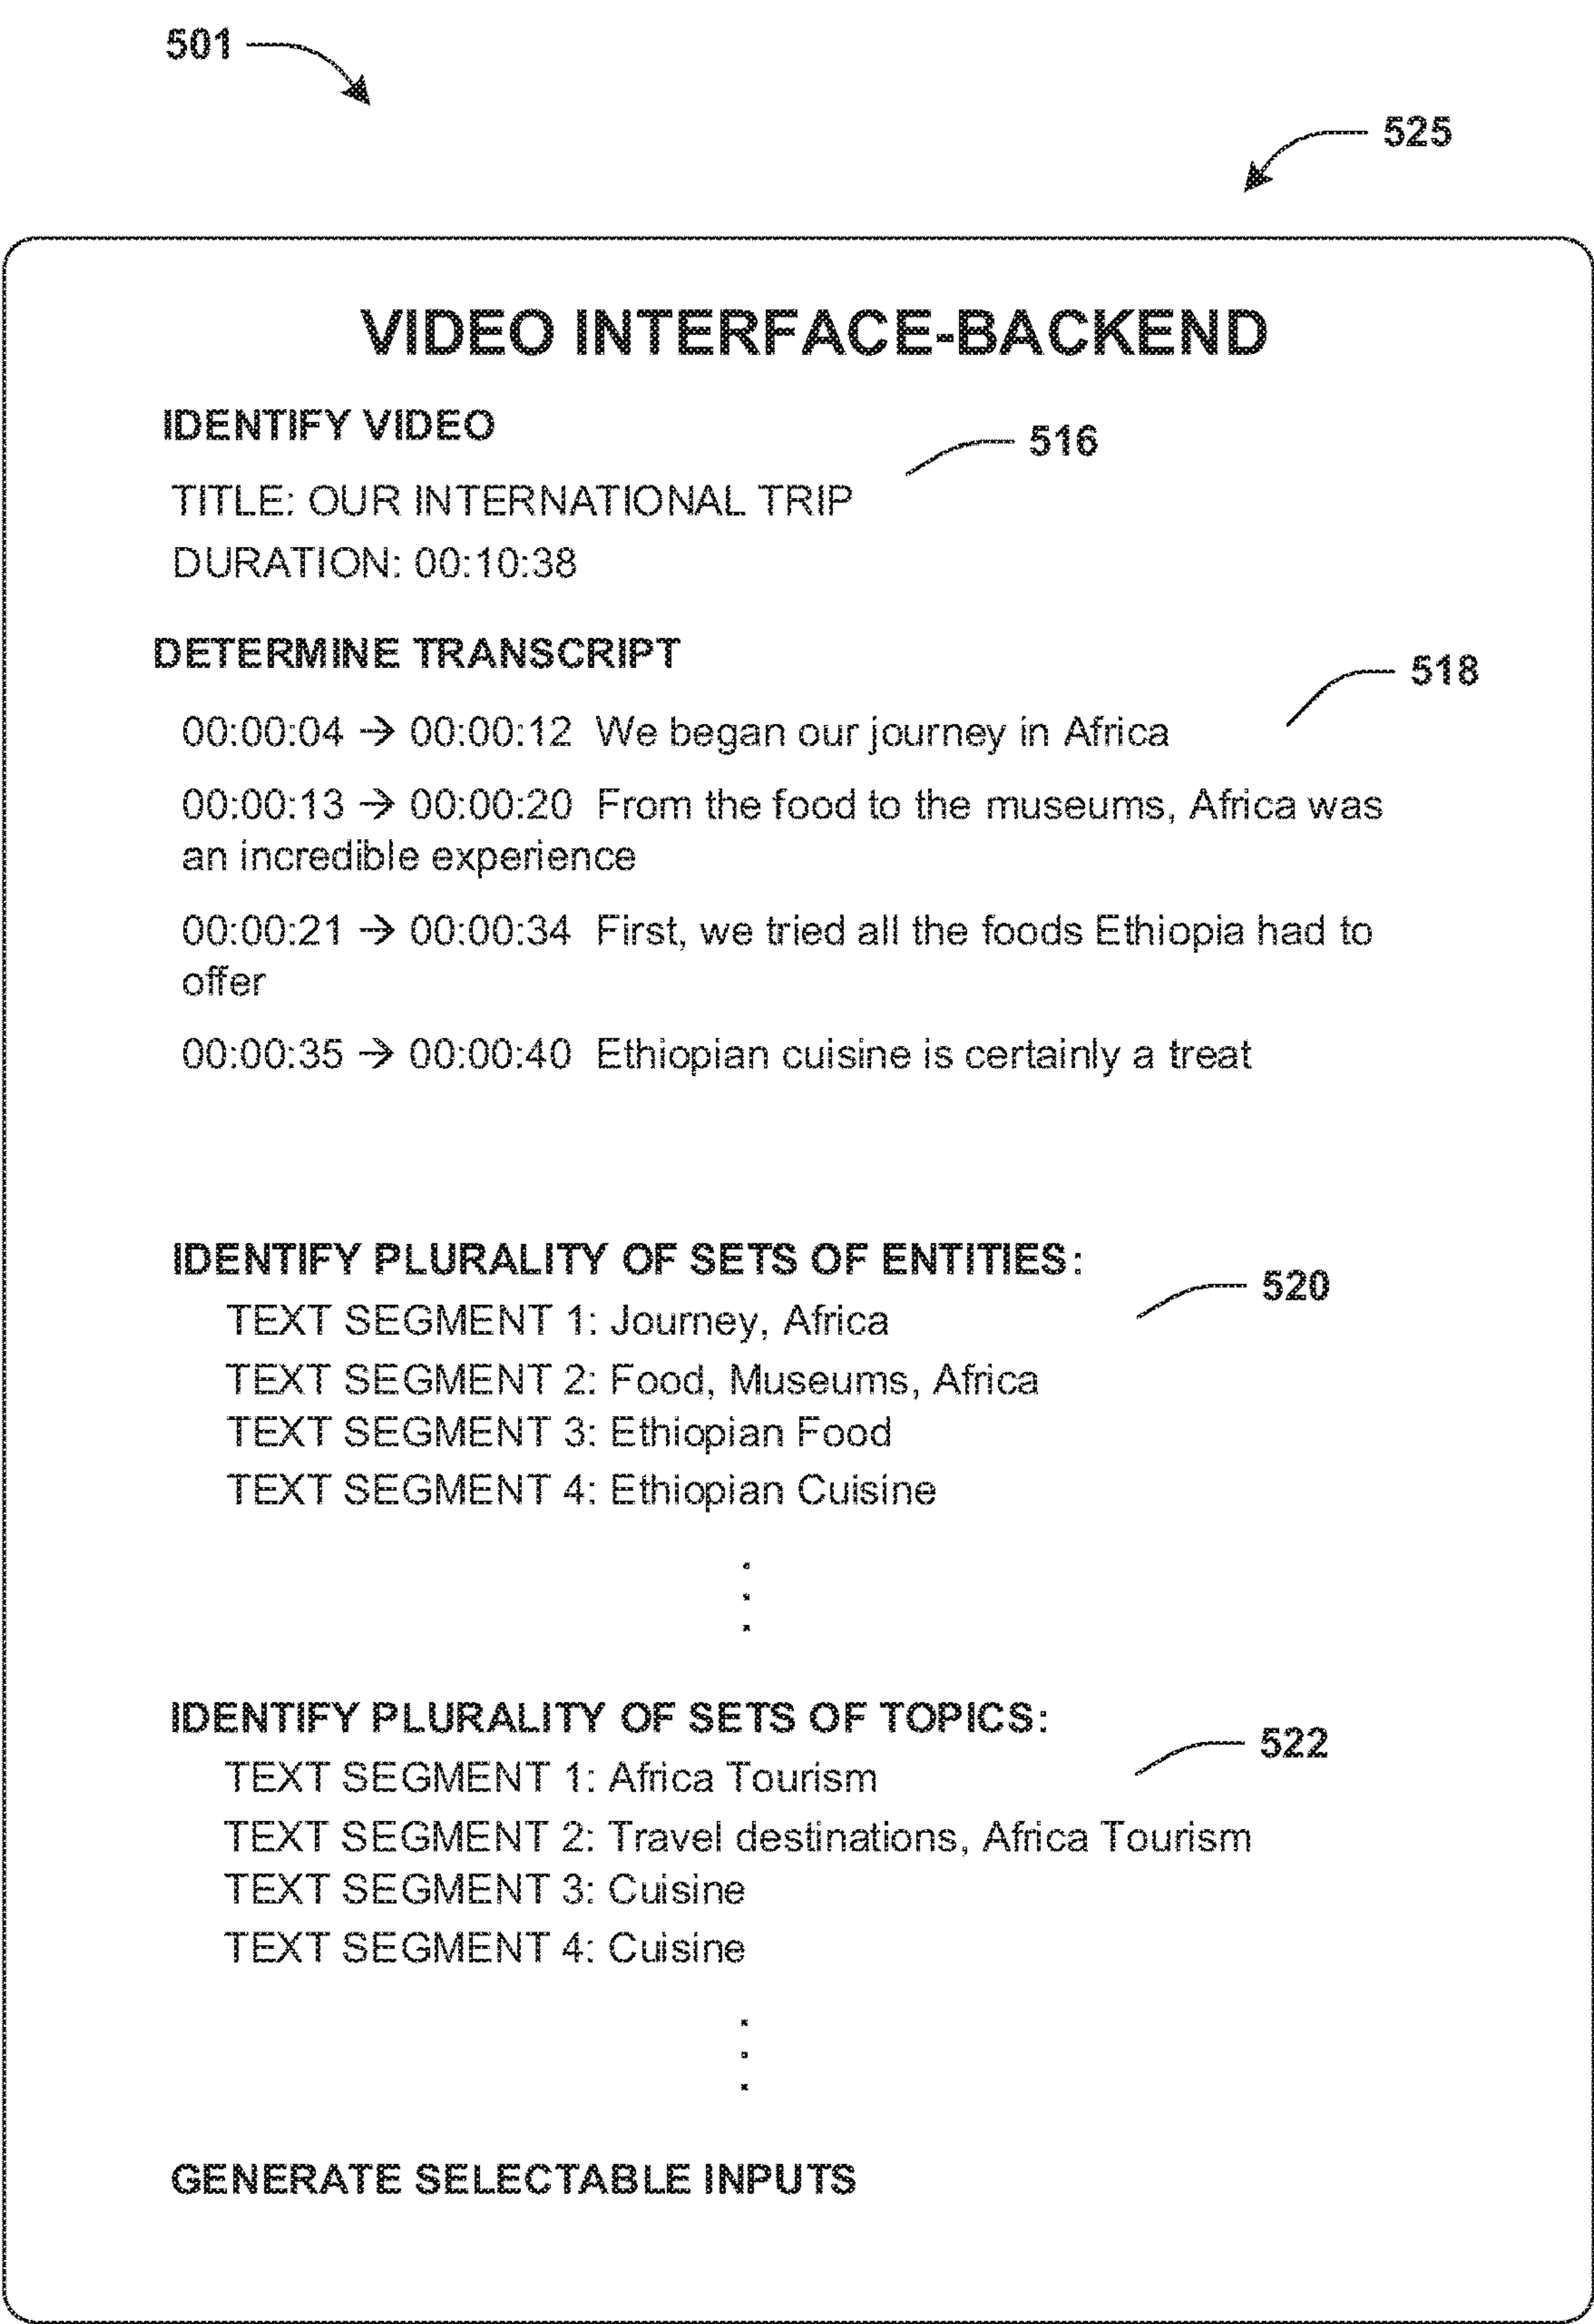 501
525
VIDEO INTERFACE-BACKEND
IDENTIFY VIDEO
516
TITLE: OUR INTERNATIONAL TRIP
DURATION: 00:10:38
DETERMINE TRANSCRIPT
518
00:00:04 → 00:00:12 We began our journey in Africa
00:00:13 → 00:00:20 From the food to the museums, Africa was
an incredible experience
00:00:21 → 00:00:34 First, we tried all the foods Ethiopia had to
offer
00:00:35 → 00:00:40 Ethiopian cuisine is certainly a treat
IDENTIFY PLURALITY OF SETS OF ENTITIES:
520
TEXT SEGMENT 1: Journey, Africa
TEXT SEGMENT 2: Food, Museums, Africa
TEXT SEGMENT 3: Ethiopian Food
TEXT SEGMENT 4: Ethiopian Cuisine
IDENTIFY PLURALITY OF SETS OF TOPICS:
522
TEXT SEGMENT 1: Africa Tourism
TEXT SEGMENT 2: Travel destinations, Africa Tourism
TEXT SEGMENT 3: Cuisine
TEXT SEGMENT 4: Cuisine
GENERATE SELECTABLE INPUTS